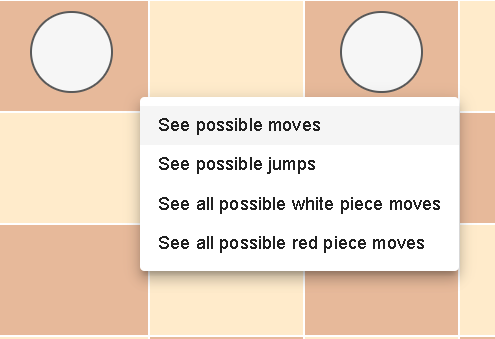 See possible moves
See possible jumps
See all possible white piece moves
See all possible red piece moves